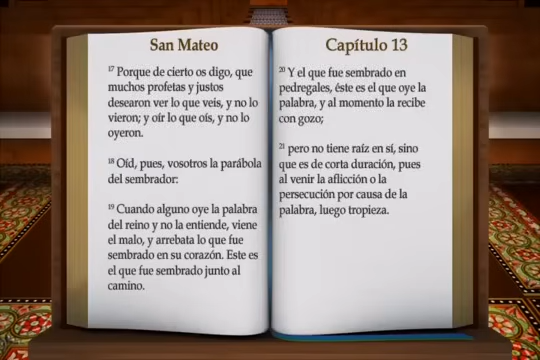 San Mateo
17 Porque de cierto os digo, que
muchos profetas y justos
desearon ver lo que veis, y no lo
vieron; y oír lo que oís, y no lo
oyeron.
18 Oíd, pues, vosotros la parábola
del sembrador:
19 Cuando alguno oye la palabra
del reino y no la entiende, viene
el malo, y arrebata lo que fue
sembrado en su corazón. Este es
el que fue sembrado junto al
camino.
Capítulo 13
20 Y el que fue sembrado en
pedregales, éste es el que oye la
palabra, y al momento la recibe
con gozo;
21 pero no tiene raíz en sí, sino
que es de corta duración, pues
al venir la aflicción o la
persecución por causa de la
palabra, luego tropieza.